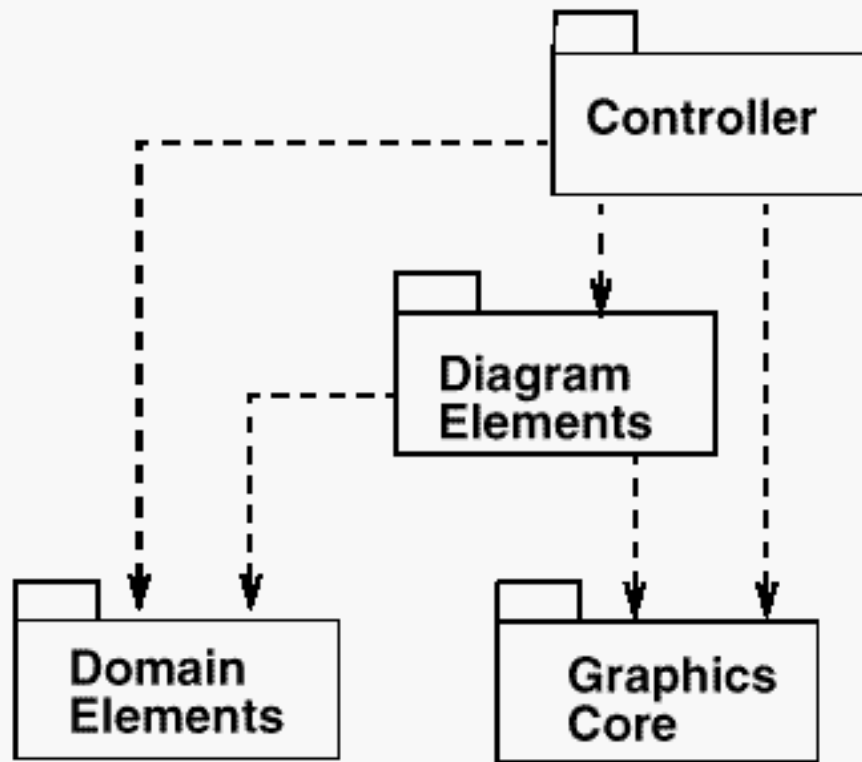 Controller
Diagram
Elements
Domain
Elements
Graphics
Core